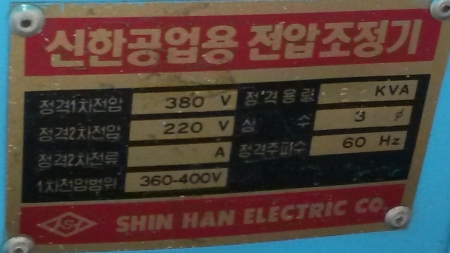 신한공업용 전압조정기
정격1차전압 380 V 정격용량 KVA
정격2차전압 220 V 상 수 3 ø
정격2차전류 A 정격주파수 60 Hz
1차전압범위 360-400V
SHIN HAN ELECTRIC CO.